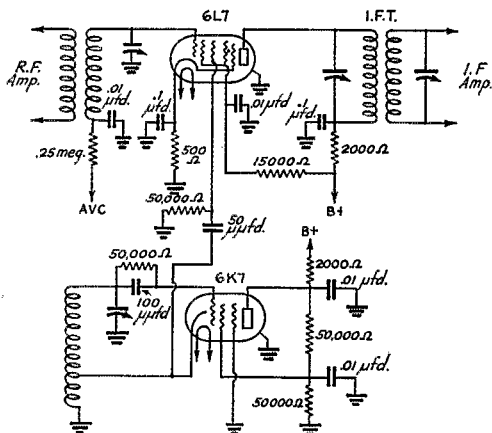 6L7
I.F.T.
R.F.
Amp.
I.F
Amp.
.01
μfd.
.1
μfd.
.01μfd
.1
μfd.
.25meg.
500
Ω
15000Ω
2000Ω
AVC
50,000Ω
B+
50
μμfd.
50,000Ω
6K7
B+
2000Ω
.01 μfd.
100
μμfd
50,000Ω
.01 μfd.
50000Ω